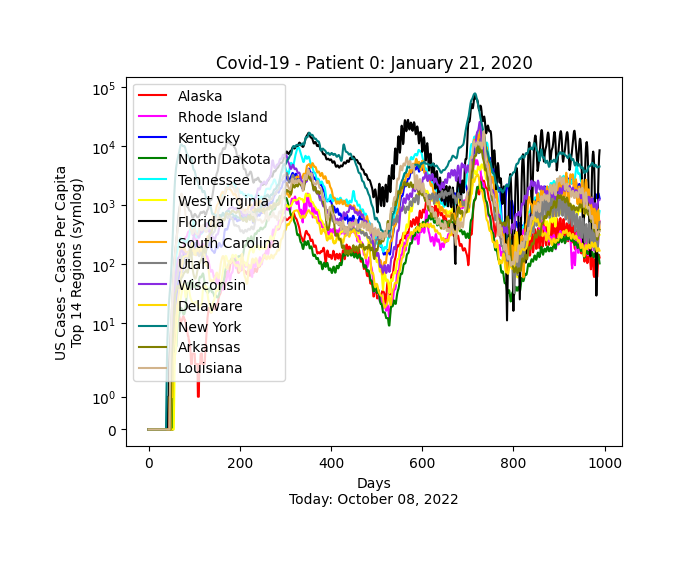 Covid-19 - Patient 0: January 21, 2020
US Cases - Cases Per Capita
Top 14 Regions (symlog)
10^5
10^4
10^3
10^2
10^1
10^0
0
Alaska
Rhode Island
Kentucky
North Dakota
Tennessee
West Virginia
Florida
South Carolina
Utah
Wisconsin
Delaware
New York
Arkansas
Louisiana
0 200 400 600 800 1000
Days
Today: October 08, 2022